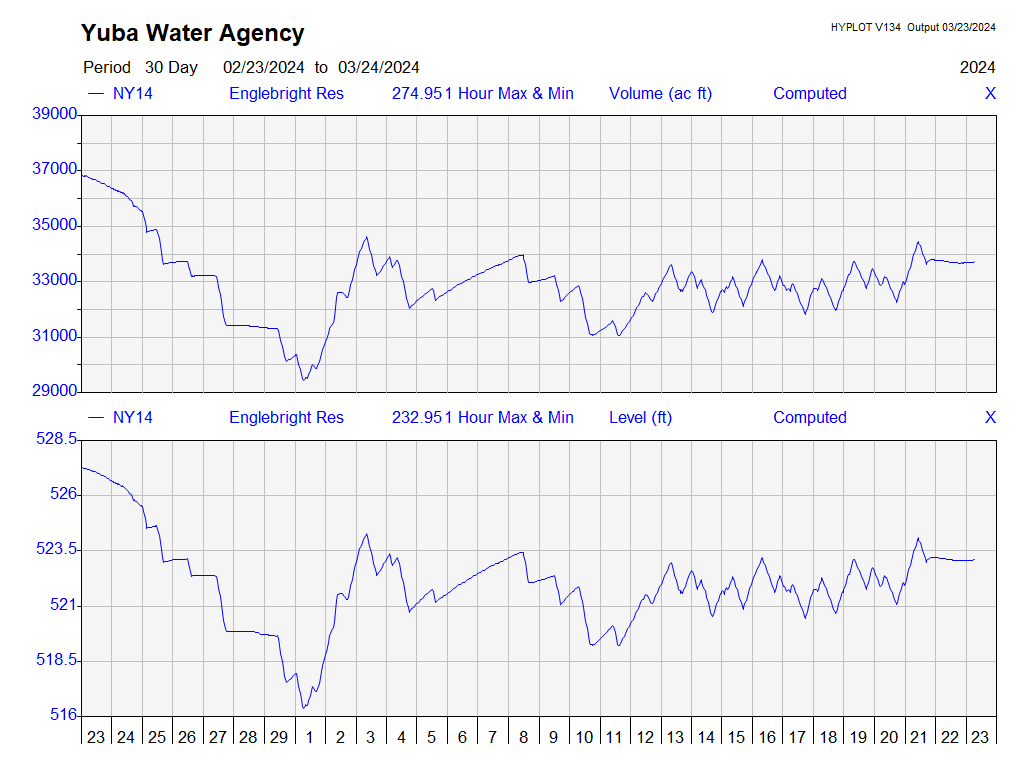 Yuba Water Agency
HYPLOT V134 Output 03/23/2024
Period 30 Day 02/23/2024 to 03/24/2024 2024
NY14 Englebright Res 274.951 Hour Max & Min Volume (ac ft) Computed X
39000
37000
35000
33000
31000
29000
NY14 Englebright Res 232.951 Hour Max & Min Level (ft) Computed X
528.5
526
523.5
521
518.5
516
23 24 25 26 27 28 29 1 2 3 4 5 6 7 8 9 10 11 12 13 14 15 16 17 18 19 20 21 22 23